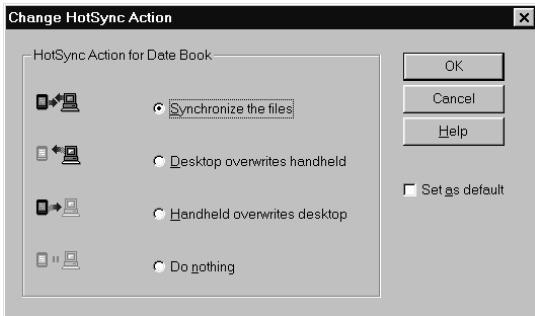 Change HotSync Action
HotSync Action for Date Book
Synchronize the files
Desktop overwrites handheld
Handheld overwrites desktop
Do nothing
OK
Cancel
Help
Set as default